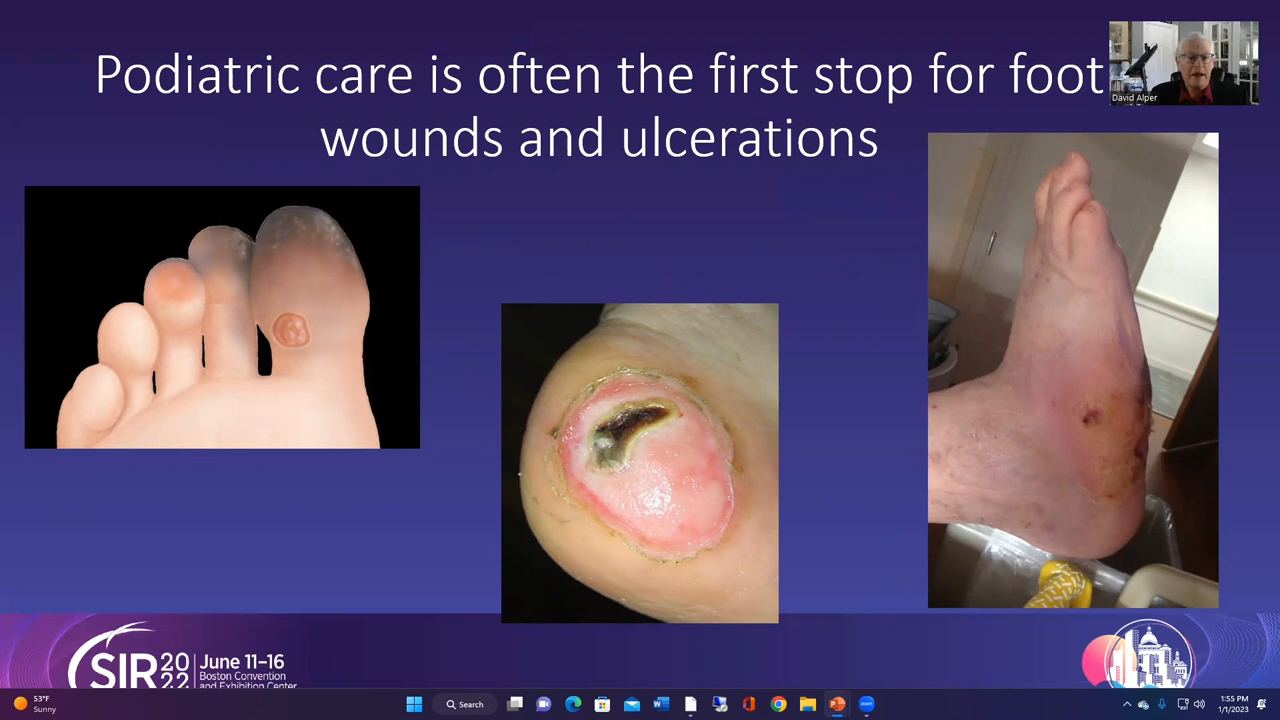 Podiatric care is often the first stop for foot
wounds and ulcerations
David Alper
SIR 20
22
June 11–16
Boston Convention
and Exhibition Center
53°F
Sunny
Search
zoom
1:55 PM
1/1/2023